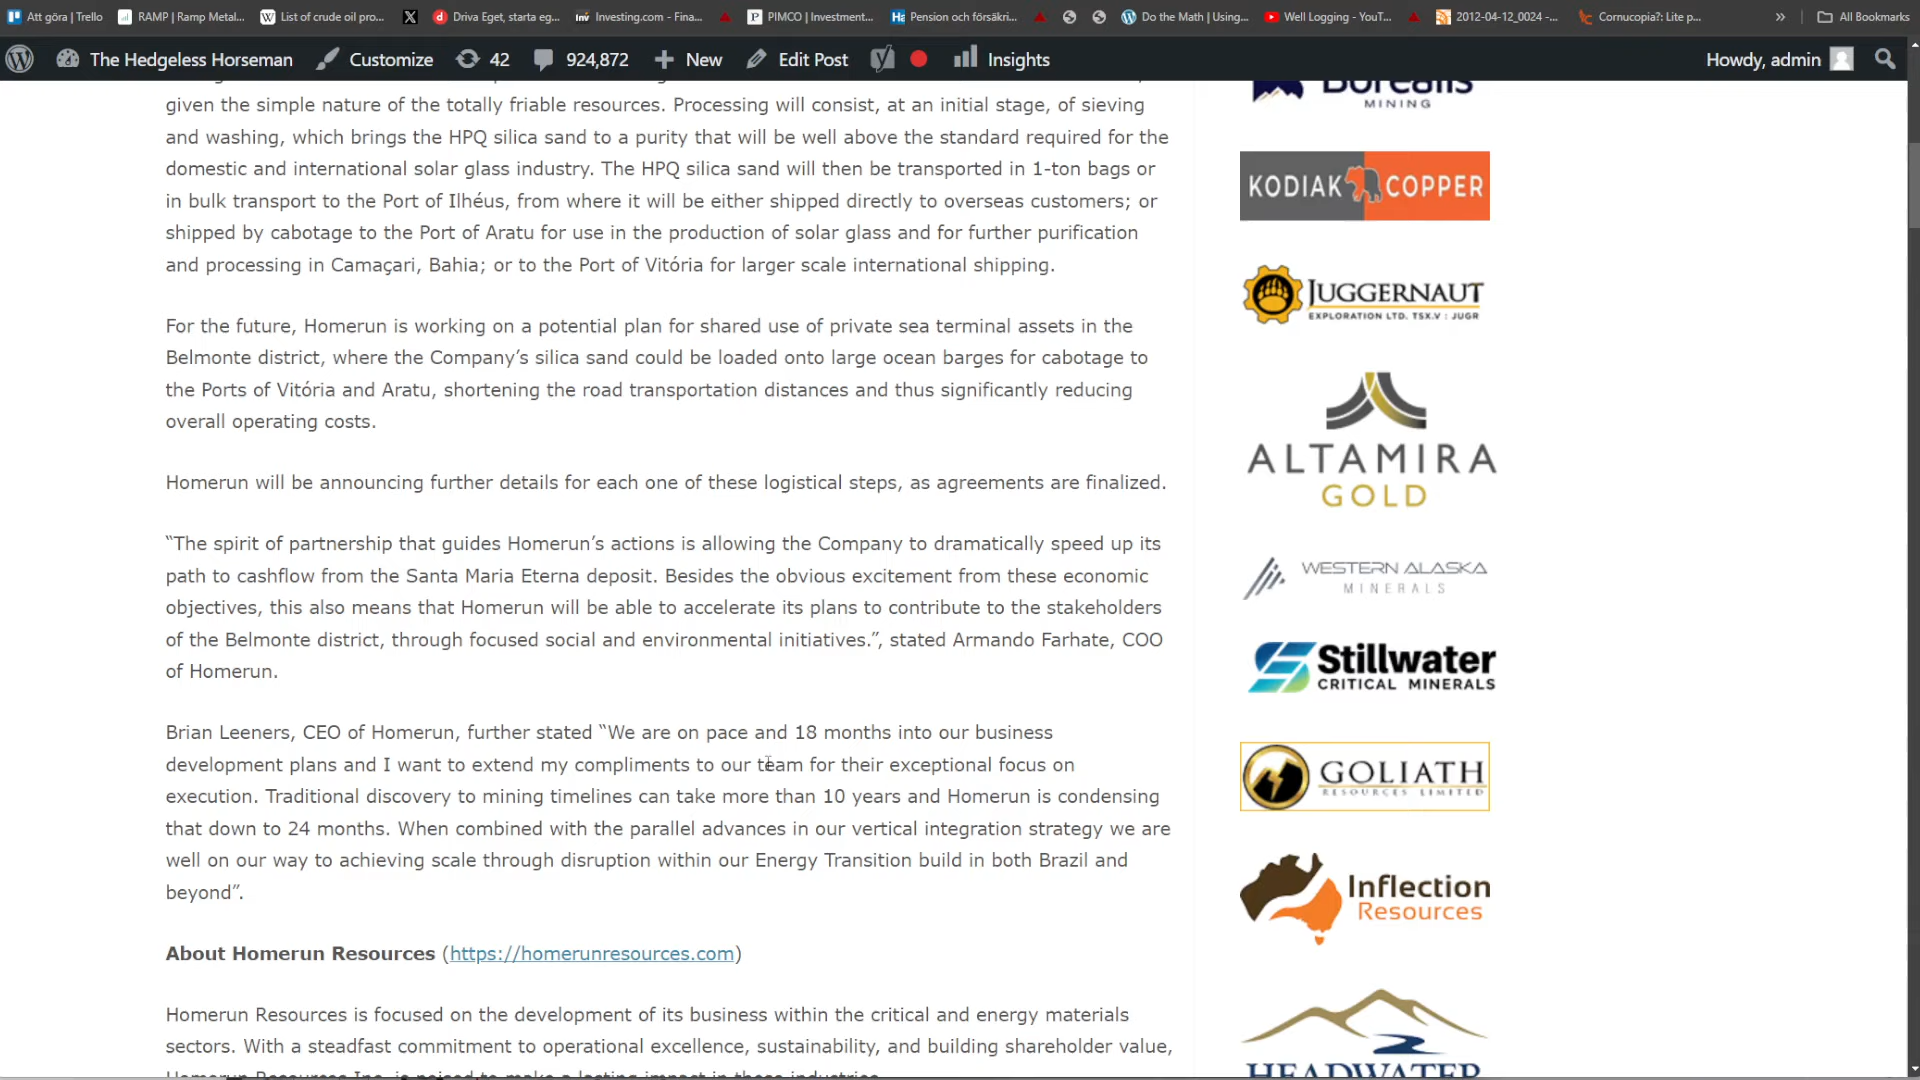 Att göra | Trello
RAMP | Ramp Metal...
List of crude oil pro...
Driva Eget, starta eg...
Investing.com - Fina...
PIMCO | Investment...
Pension och försäkri...
Do the Math | Using...
Well Logging - YouT...
2012-04-12_0024 -...
Cornucopia?: Lite p...
All Bookmarks
The Hedgeless Horseman
Customize
42
924,872
New
Edit Post
Insights
Howdy, admin
given the simple nature of the totally friable resources. Processing will consist, at an initial stage, of sieving
and washing, which brings the HPQ silica sand to a purity that will be well above the standard required for the
domestic and international solar glass industry. The HPQ silica sand will then be transported in 1-ton bags or
in bulk transport to the Port of Ilhéus, from where it will be either shipped directly to overseas customers; or
shipped by cabotage to the Port of Aratu for use in the production of solar glass and for further purification
and processing in Camaçari, Bahia; or to the Port of Vitória for larger scale international shipping.
For the future, Homerun is working on a potential plan for shared use of private sea terminal assets in the
Belmonte district, where the Company’s silica sand could be loaded onto large ocean barges for cabotage to
the Ports of Vitória and Aratu, shortening the road transportation distances and thus significantly reducing
overall operating costs.
Homerun will be announcing further details for each one of these logistical steps, as agreements are finalized.
“The spirit of partnership that guides Homerun’s actions is allowing the Company to dramatically speed up its
path to cashflow from the Santa Maria Eterna deposit. Besides the obvious excitement from these economic
objectives, this also means that Homerun will be able to accelerate its plans to contribute to the stakeholders
of the Belmonte district, through focused social and environmental initiatives.”, stated Armando Farhate, COO
of Homerun.
Brian Leeners, CEO of Homerun, further stated “We are on pace and 18 months into our business
development plans and I want to extend my compliments to our team for their exceptional focus on
execution. Traditional discovery to mining timelines can take more than 10 years and Homerun is condensing
that down to 24 months. When combined with the parallel advances in our vertical integration strategy we are
well on our way to achieving scale through disruption within our Energy Transition build in both Brazil and
beyond”.
About Homerun Resources (https://homerunresources.com)
Homerun Resources is focused on the development of its business within the critical and energy materials
sectors. With a steadfast commitment to operational excellence, sustainability, and building shareholder value,
Homerun Resources Inc. is poised to make a lasting impact in these industries.
Borealis
MINING
KODIAK COPPER
JUGGERNAUT
EXPLORATION LTD. TSX.V : JUGR
ALTAMIRA
GOLD
WESTERN ALASKA
MINERALS
Stillwater
CRITICAL MINERALS
GOLIATH
RESOURCES LIMITED
Inflection
Resources
HEADWATER